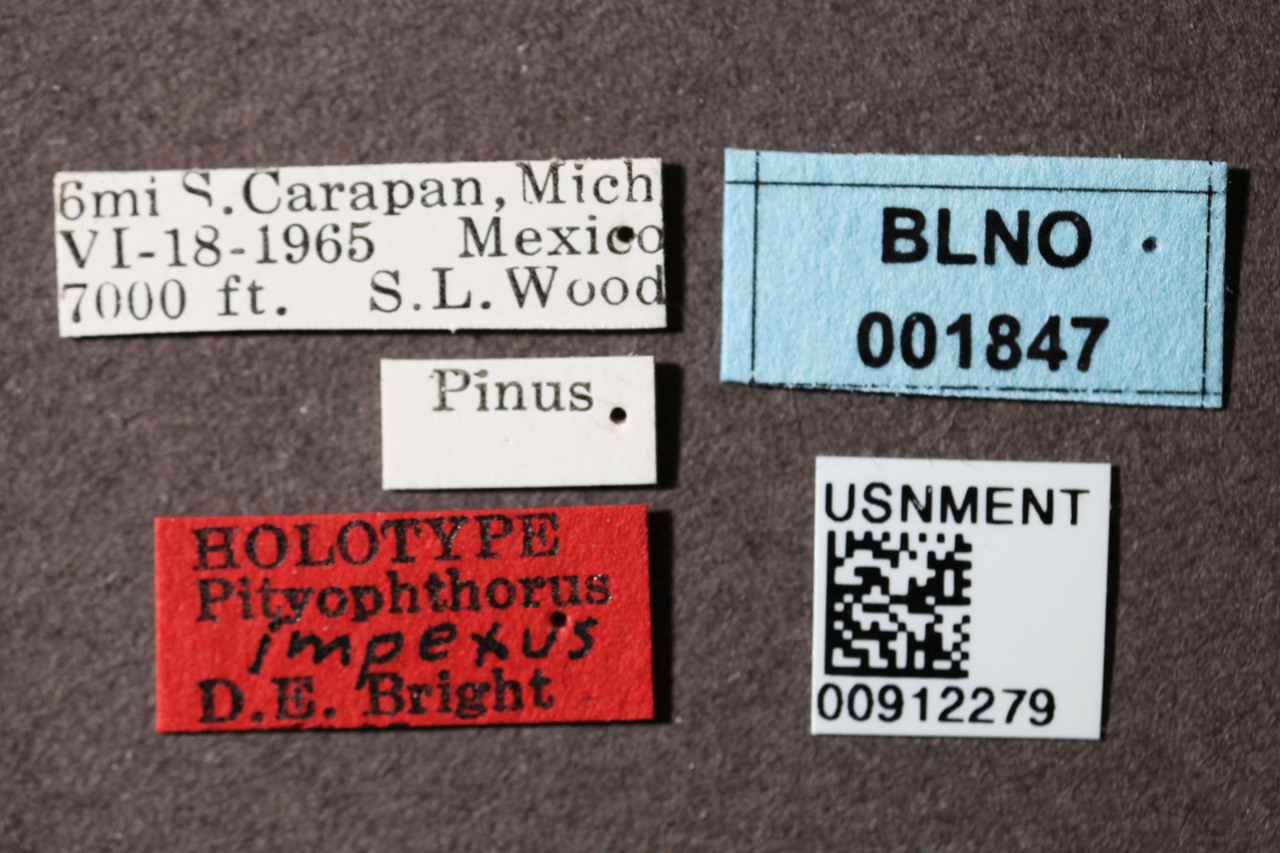 6mi S.Carapan, Mich
VI-18-1965 Mexico
7000 ft. S.L. Wood
Pinus
HOLOTYPE
Pityophthorus
impexus
D.E. Bright
BLNO
001847
USNMENT
00912279